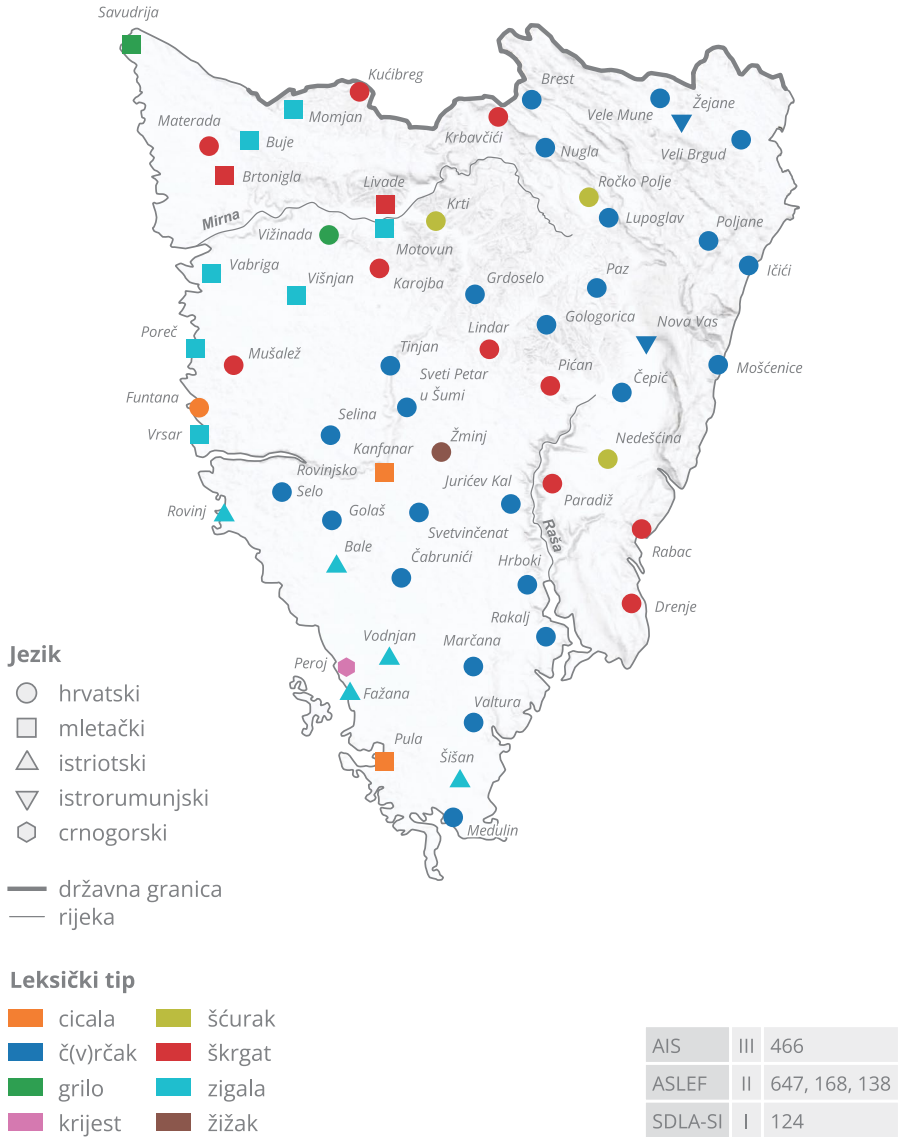 Savudrija
Kućibreg
Brest
Momjan
Vele Mune
Žejane
Materada
Krbavčići
Buje
Nugla
Veli Brgud
Brtonigla
Livade
Ročko Polje
Krti
Mirna
Lupoglav
Poljane
Vižinada
Motovun
Vabriga
Višnjan
Karojba
Grdoselo
Paz
Ičići
Gologorica
Nova Vas
Poreč
Lindar
Mušalež
Tinjan
Pićan
Mošćenice
Sveti Petar
u Šumi
Čepić
Funtana
Selina
Vrsar
Žminj
Nedešćina
Kanfanar
Rovinjsko
Selo
Jurićev Kal
Paradiž
Rovinj
Golaš
Svetvinčenat
Raša
Bale
Čabrunići
Hrboki
Rabac
Drenje
Rakalj
Vodnjan
Marčana
Peroj
Fažana
Valtura
Pula
Šišan
Medulin
Jezik
hrvatski
mletački
istriotski
istrorumunjski
crnogorski
državna granica
rijeka
Leksički tip
cicala
č(v)rčak
grilo
krijest
šćurak
škrgat
zigala
žižak
AIS III 466
ASLEF II 647, 168, 138
SDLA-SI I 124